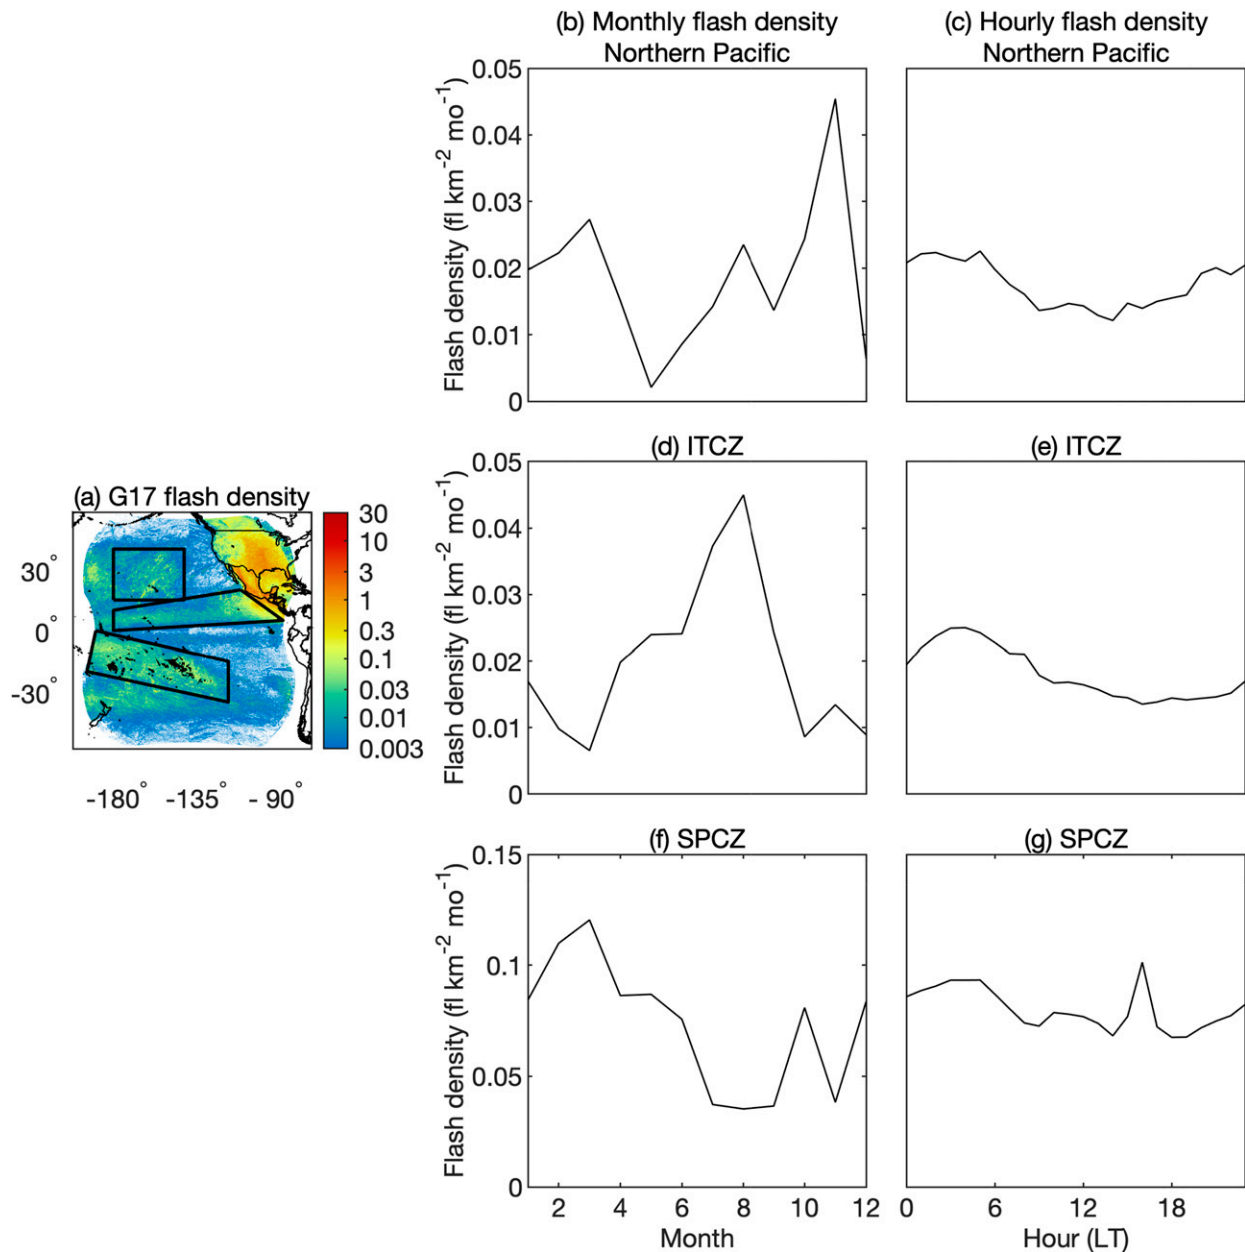 (b) Monthly flash density
Northern Pacific
(c) Hourly flash density
Northern Pacific
0.05
0.04
0.03
0.02
0.01
0
Flash density (fl km⁻² mo⁻¹)
(a) G17 flash density
30°
0°
-30°
-180° -135° - 90°
30
10
3
1
0.3
0.1
0.03
0.01
0.003
(d) ITCZ
(e) ITCZ
0.05
0.04
0.03
0.02
0.01
0
Flash density (fl km⁻² mo⁻¹)
(f) SPCZ
(g) SPCZ
0.15
0.1
0.05
0
Flash density (fl km⁻² mo⁻¹)
2 4 6 8 10 12
Month
0 6 12 18
Hour (LT)